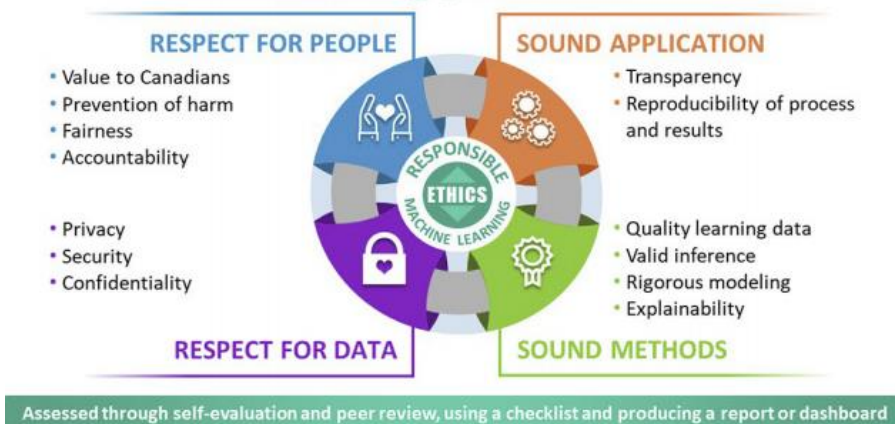 RESPECT FOR PEOPLE
• Value to Canadians
• Prevention of harm
• Fairness
• Accountability
SOUND APPLICATION
• Transparency
• Reproducibility of process
and results
RESPONSIBLE
ETHICS
MACHINE LEARNING
• Privacy
• Security
• Confidentiality
RESPECT FOR DATA
• Quality learning data
• Valid inference
• Rigorous modeling
• Explainability
SOUND METHODS
Assessed through self-evaluation and peer review, using a checklist and producing a report or dashboard